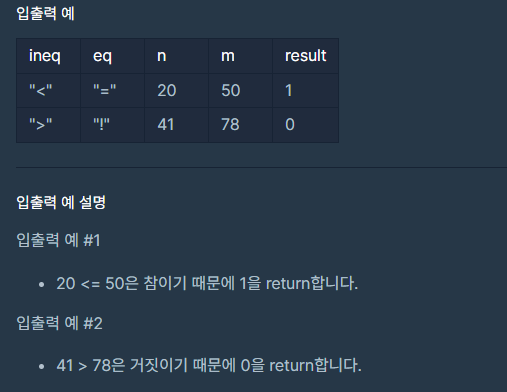 입출력 예
ineq eq n m result
"<" "=" 20 50 1
">" "!" 41 78 0
입출력 예 설명
입출력 예 #1
• 20 <= 50은 참이기 때문에 1을 return합니다.
입출력 예 #2
• 41 > 78은 거짓이기 때문에 0을 return합니다.